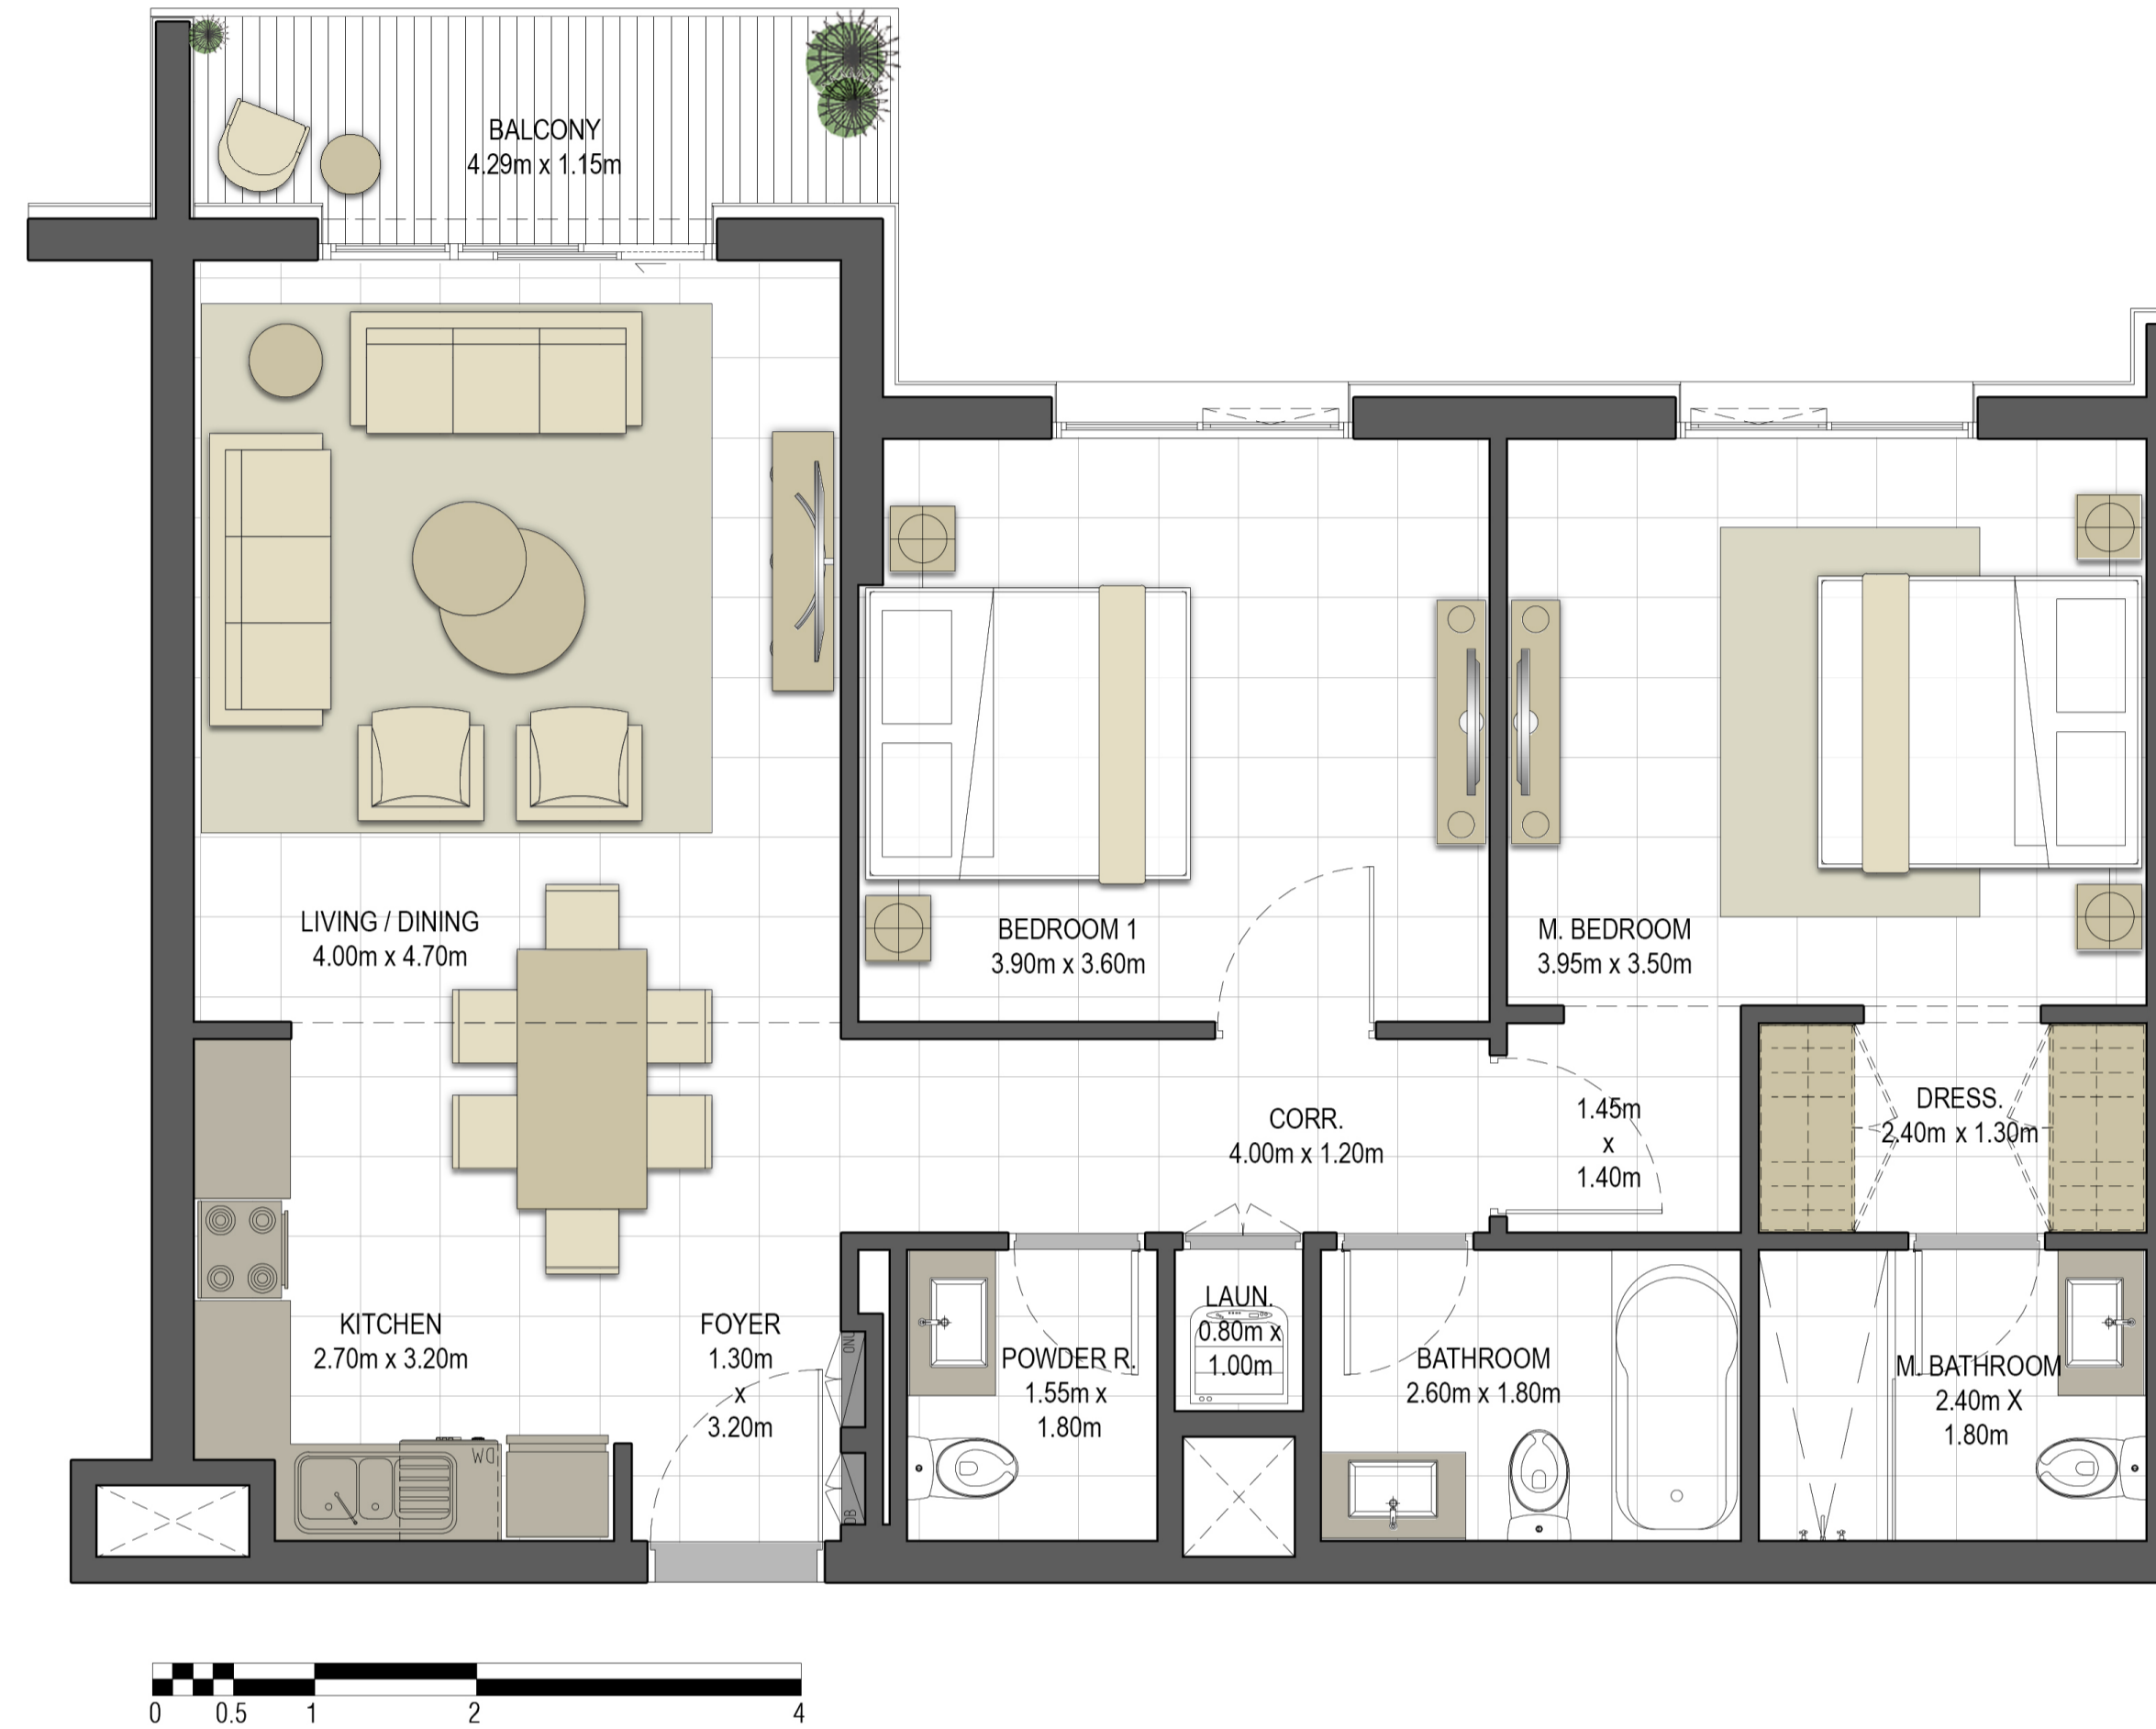 BALCONY
4.29m x 1.15m
LIVING / DINING
4.00m x 4.70m
BEDROOM 1
3.90m x 3.60m
M. BEDROOM
3.95m x 3.50m
CORR.
4.00m x 1.20m
1.45m
x
1.40m
DRESS.
2.40m x 1.30m
KITCHEN
2.70m x 3.20m
FOYER
1.30m
x
3.20m
POWDER R.
1.55m x
1.80m
LAUN.
0.80m x
1.00m
BATHROOM
2.60m x 1.80m
M. BATHROOM
2.40m X
1.80m
DW
DB
0 0.5 1 2 4